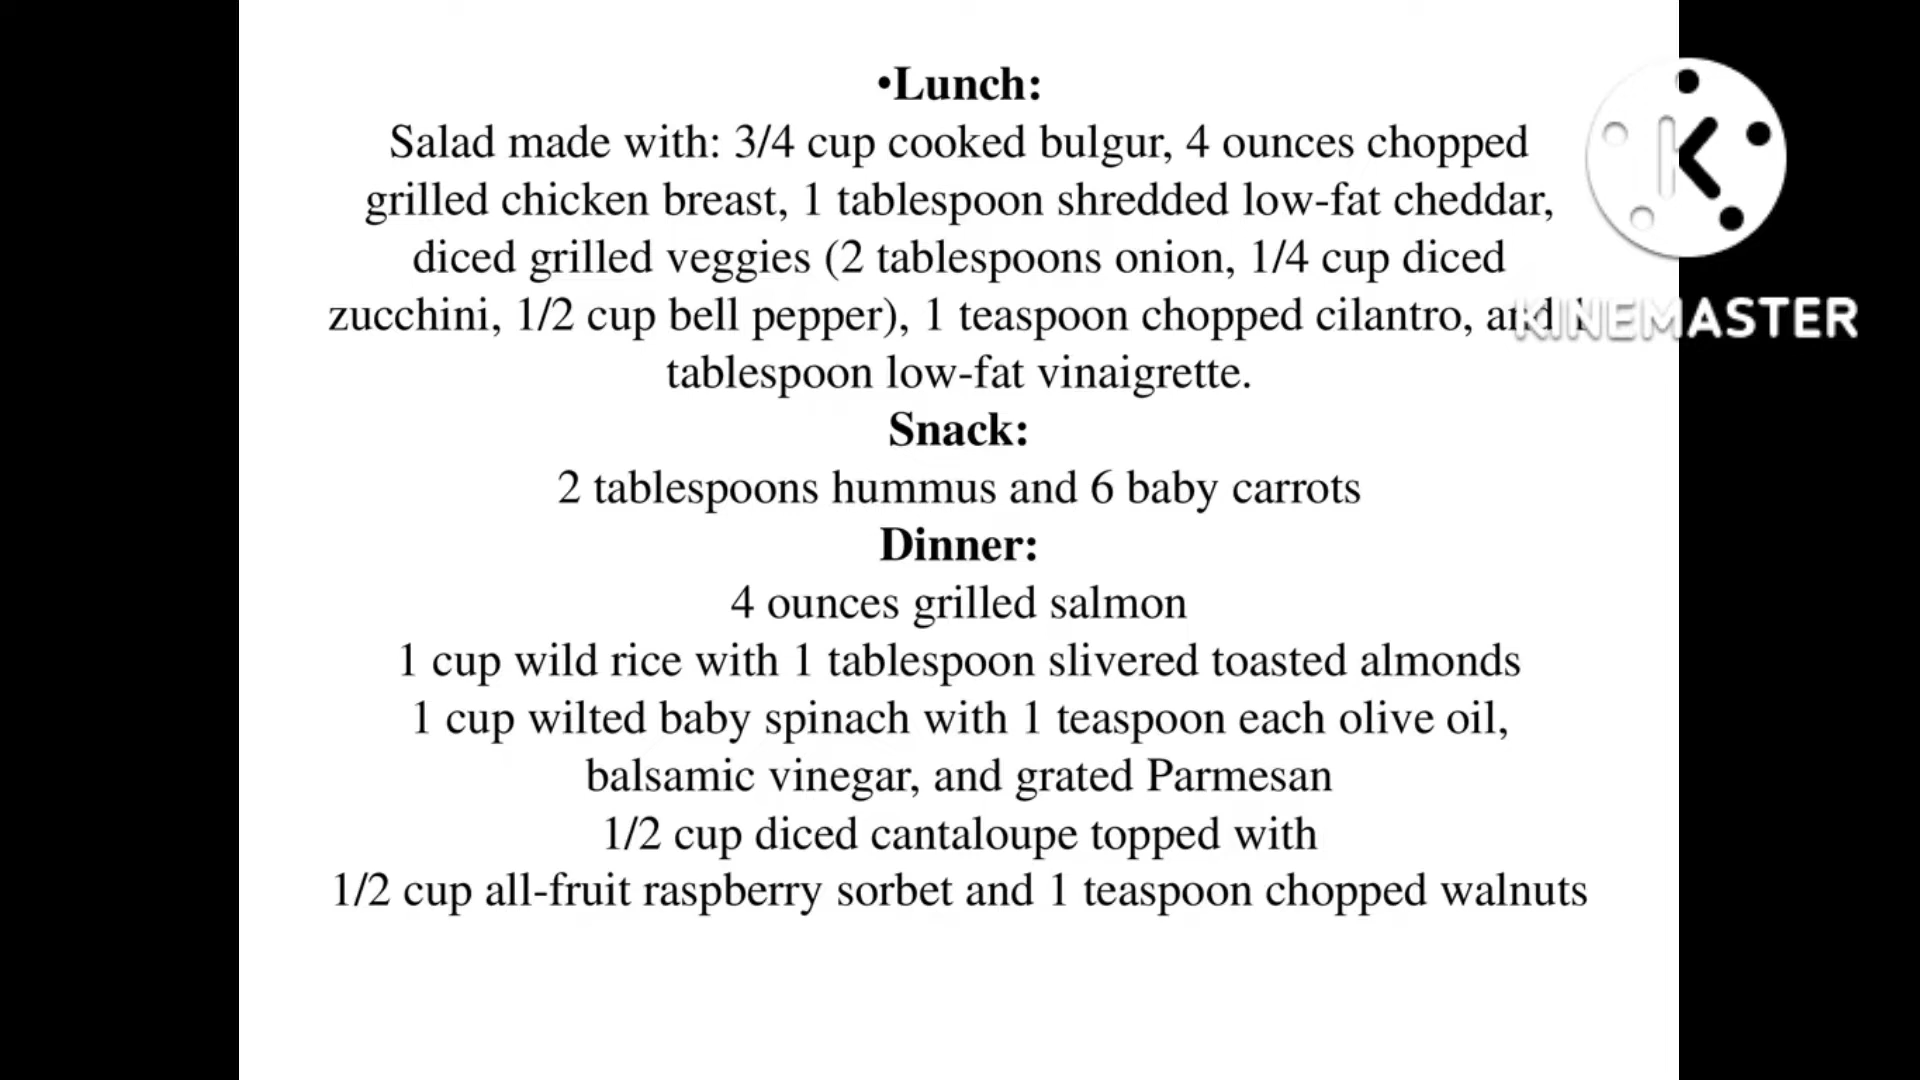 •Lunch:
Salad made with: 3/4 cup cooked bulgur, 4 ounces chopped
grilled chicken breast, 1 tablespoon shredded low-fat cheddar,
diced grilled veggies (2 tablespoons onion, 1/4 cup diced
zucchini, 1/2 cup bell pepper), 1 teaspoon chopped cilantro, and 1
tablespoon low-fat vinaigrette.
Snack:
2 tablespoons hummus and 6 baby carrots
Dinner:
4 ounces grilled salmon
1 cup wild rice with 1 tablespoon slivered toasted almonds
1 cup wilted baby spinach with 1 teaspoon each olive oil,
balsamic vinegar, and grated Parmesan
1/2 cup diced cantaloupe topped with
1/2 cup all-fruit raspberry sorbet and 1 teaspoon chopped walnuts
K
KINEMASTER